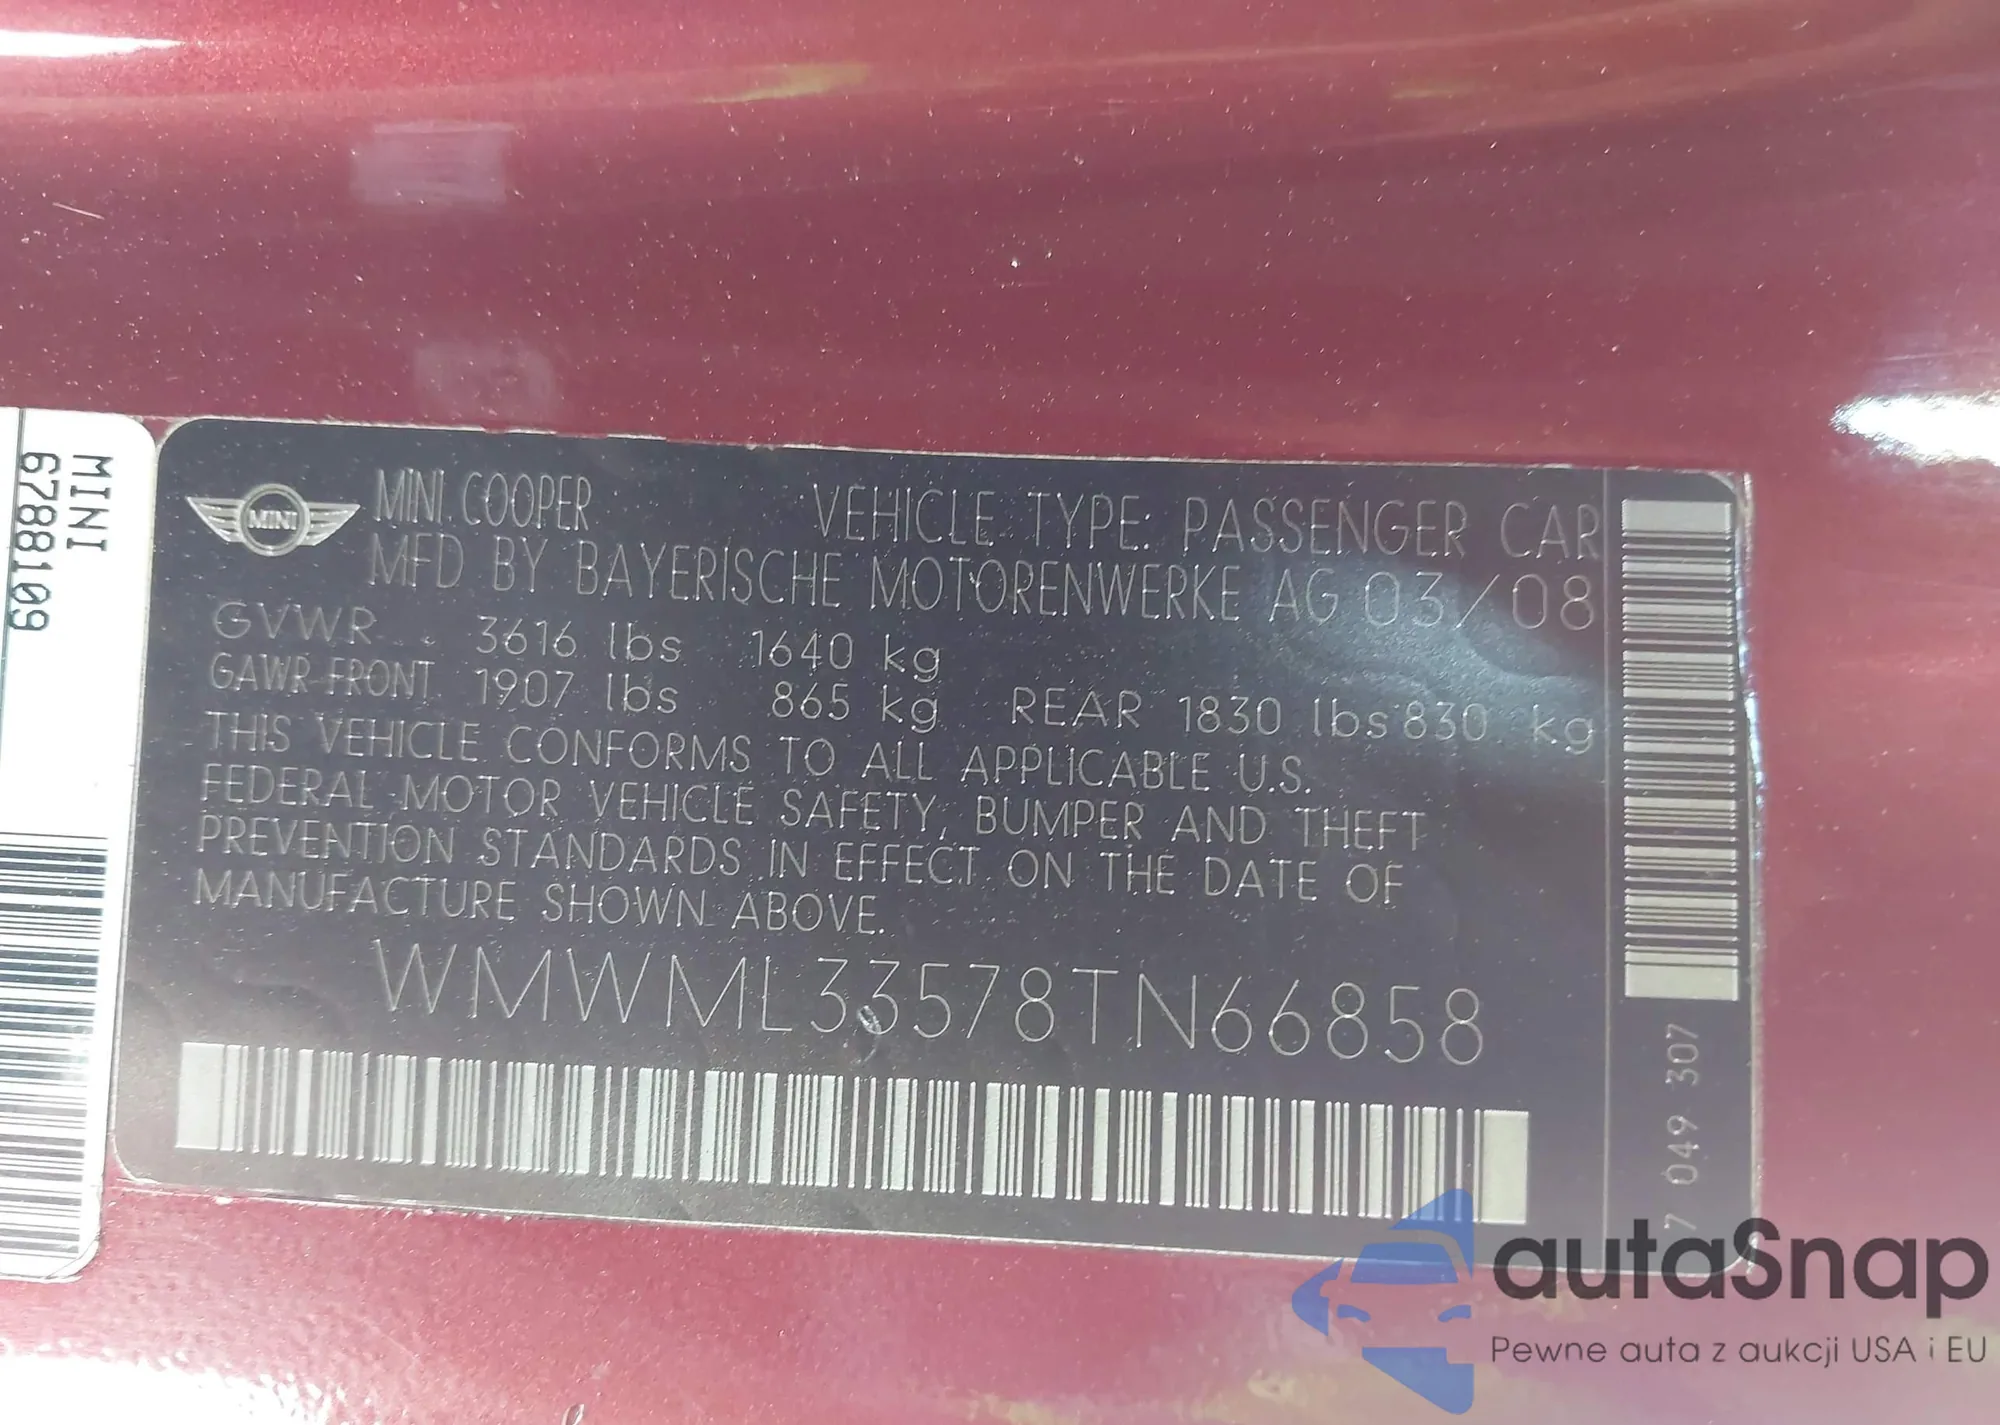 MINI
6788109
MINI
MINI COOPER VEHICLE TYPE: PASSENGER CAR
MFD BY BAYERISCHE MOTORENWERKE AG 03/08
GVWR 3616 lbs 1640 kg
GAWR-FRONT 1907 lbs 865 kg REAR 1830 lbs 830 kg
THIS VEHICLE CONFORMS TO ALL APPLICABLE U.S.
FEDERAL MOTOR VEHICLE SAFETY, BUMPER AND THEFT
PREVENTION STANDARDS IN EFFECT ON THE DATE OF
MANUFACTURE SHOWN ABOVE.
WMWML33578TN66858
7 049 307
autaSnap
Pewne auta z aukcji USA i EU